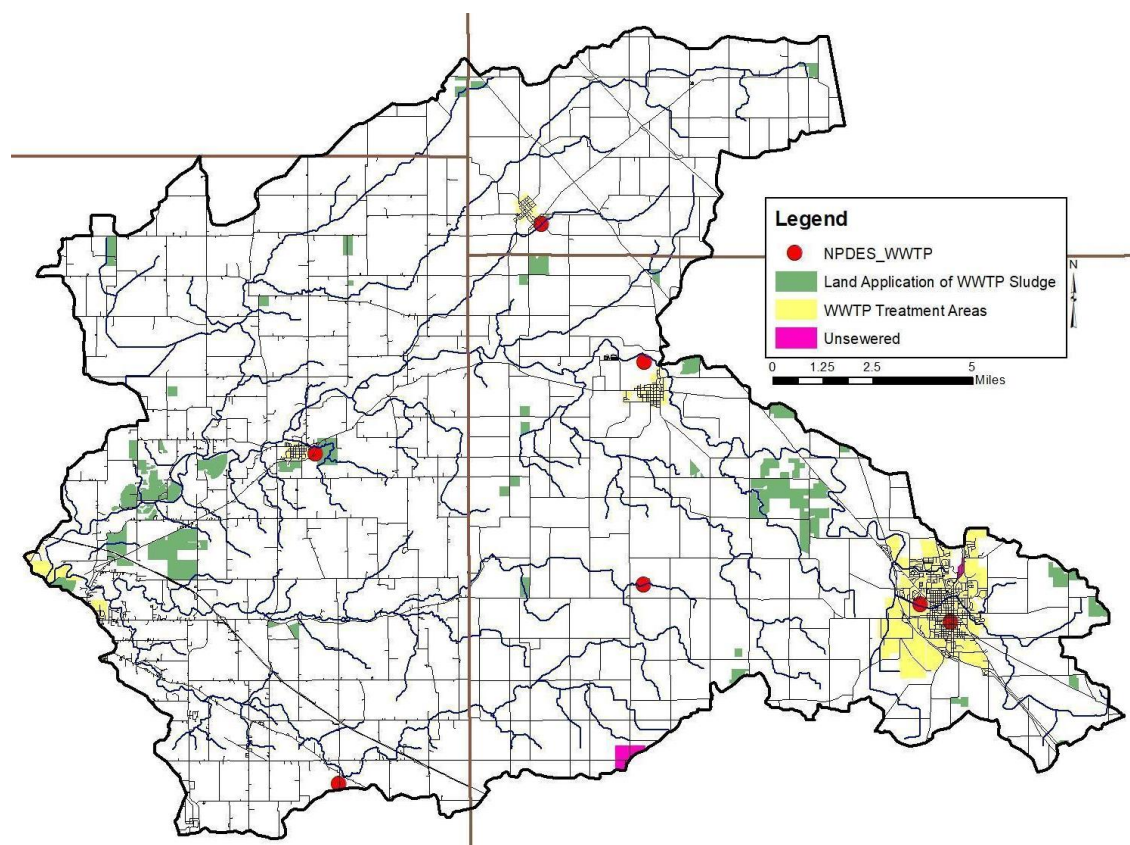 Legend
NPDES_WWTP
Land Application of WWTP Sludge
WWTP Treatment Areas
Unsewered
N
0 1.25 2.5 5
Miles